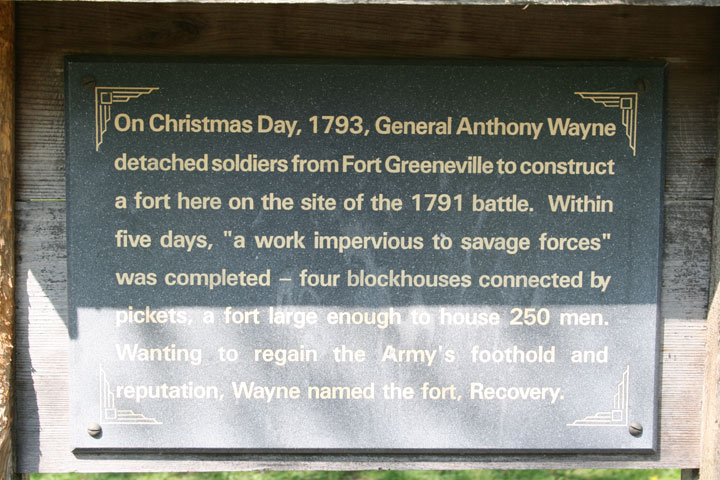 On Christmas Day, 1793, General Anthony Wayne
detached soldiers from Fort Greeneville to construct
a fort here on the site of the 1791 battle. Within
five days, "a work impervious to savage forces"
was completed – four blockhouses connected by
pickets, a fort large enough to house 250 men.
Wanting to regain the Army's foothold and
reputation, Wayne named the fort, Recovery.